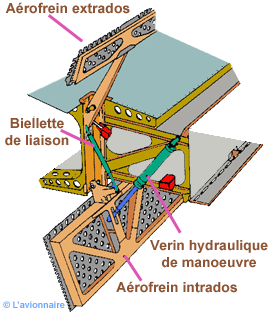 Aérofrein extrados
Biellette
de liaison
Verin hydraulique
de manoeuvre
Aérofrein intrados
© L'avionnaire